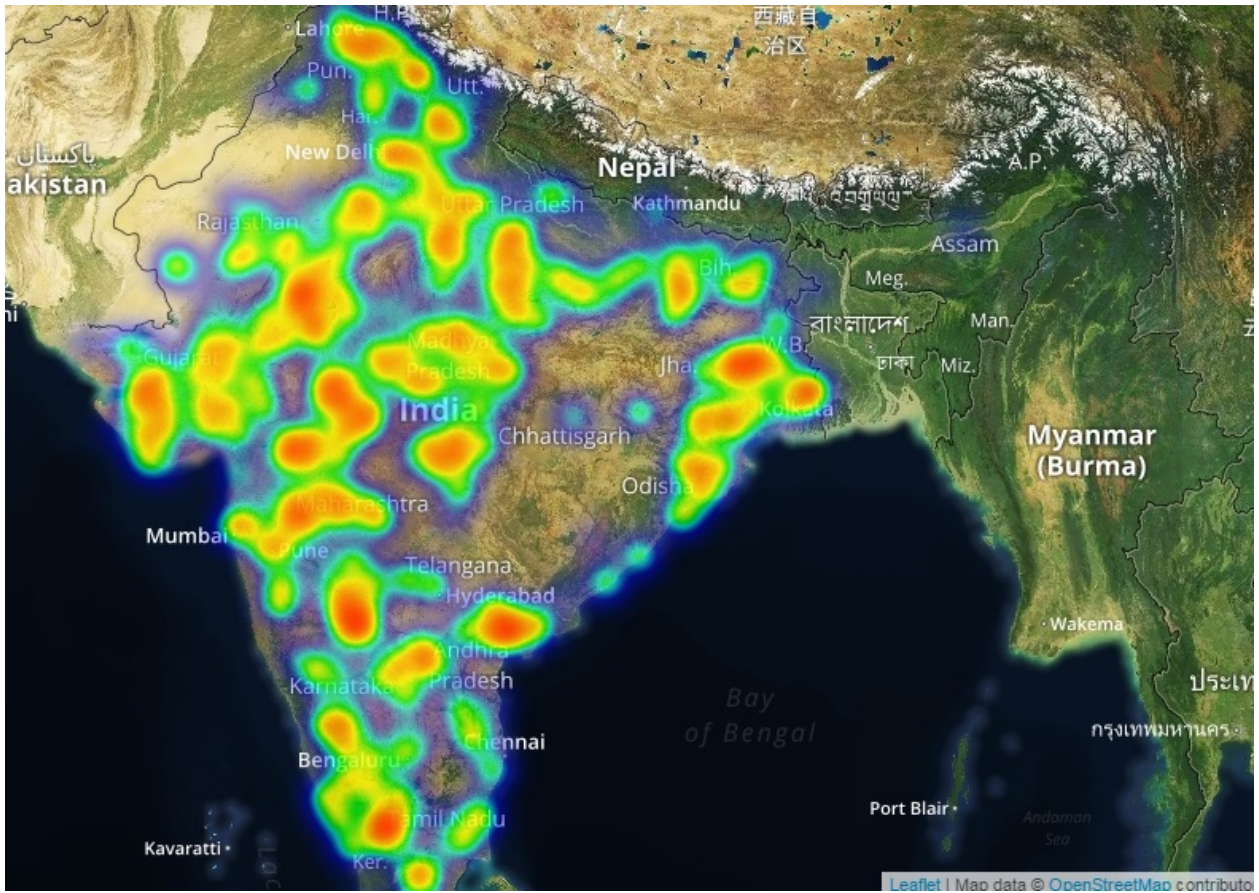 H.P.
Lahore
西藏自
治区
Pun.
Utt.
Har.
New Delhi
پاکستان
akistan
Nepal
A.P.
Uttar Pradesh
Kathmandu
Rajasthan
Assam
Bih.
Meg.
বাংলাদেশ
Man.
Gujarat
Madhya
Pradesh
W.B.
Jha.
ঢাকা
Miz.
India
Kolkata
Chhattisgarh
Myanmar
(Burma)
Odisha
Maharashtra
Mumbai
Pune
Telangana
Hyderabad
Wakema
Andhra
Pradesh
Karnataka
ประเท
Bay
of Bengal
กรุงเทพมหานคร
Chennai
Bengaluru
Port Blair
Tamil Nadu
Andaman
Sea
Kavaratti
Ker.
Lac
Leaflet | Map data © OpenStreetMap contributo